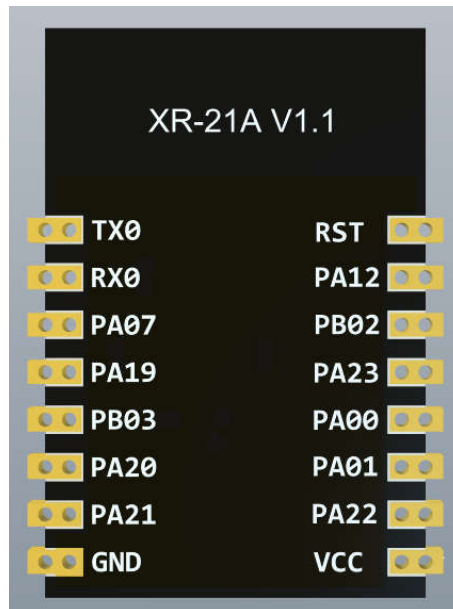 XR-21A V1.1
TX0 RST
RX0 PA12
PA07 PB02
PA19 PA23
PB03 PA00
PA20 PA01
PA21 PA22
GND VCC